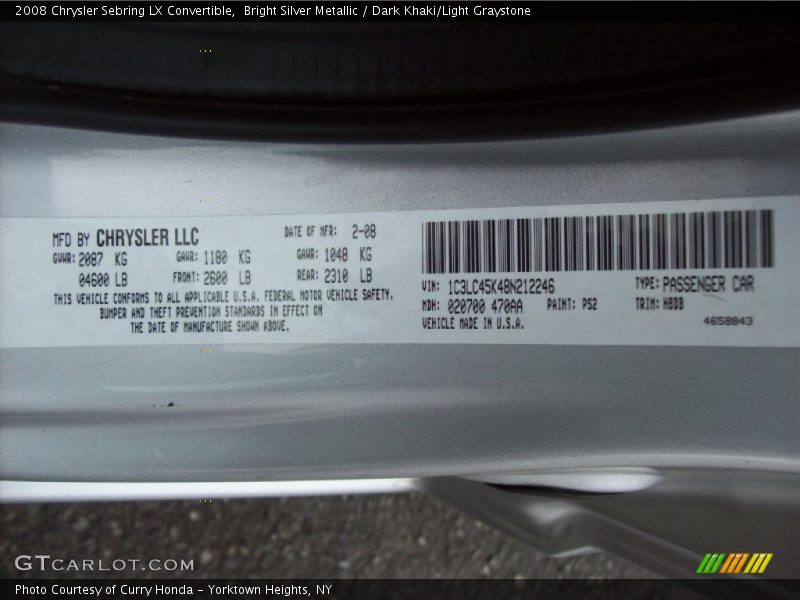 2008 Chrysler Sebring LX Convertible,  Bright Silver Metallic / Dark Khaki/Light Graystone
MFD BY CHRYSLER LLC DATE OF MFR: 2-08
GVWR: 2087 KG GAWR: 1180 KG GAWR: 1048 KG
04600 LB FRONT: 2600 LB REAR: 2310 LB
THIS VEHICLE CONFORMS TO ALL APPLICABLE U.S.A. FEDERAL MOTOR VEHICLE SAFETY,
BUMPER AND THEFT PREVENTION STANDARDS IN EFFECT ON
THE DATE OF MANUFACTURE SHOWN ABOVE.
VIN: 1C3LC45K48N212246 TYPE: PASSENGER CAR
MDH: 020700 470AA PAINT: PS2 TRIM: H8DB
VEHICLE MADE IN U.S.A. 4658843
GTCARLOT.COM
Photo Courtesy of Curry Honda - Yorktown Heights, NY